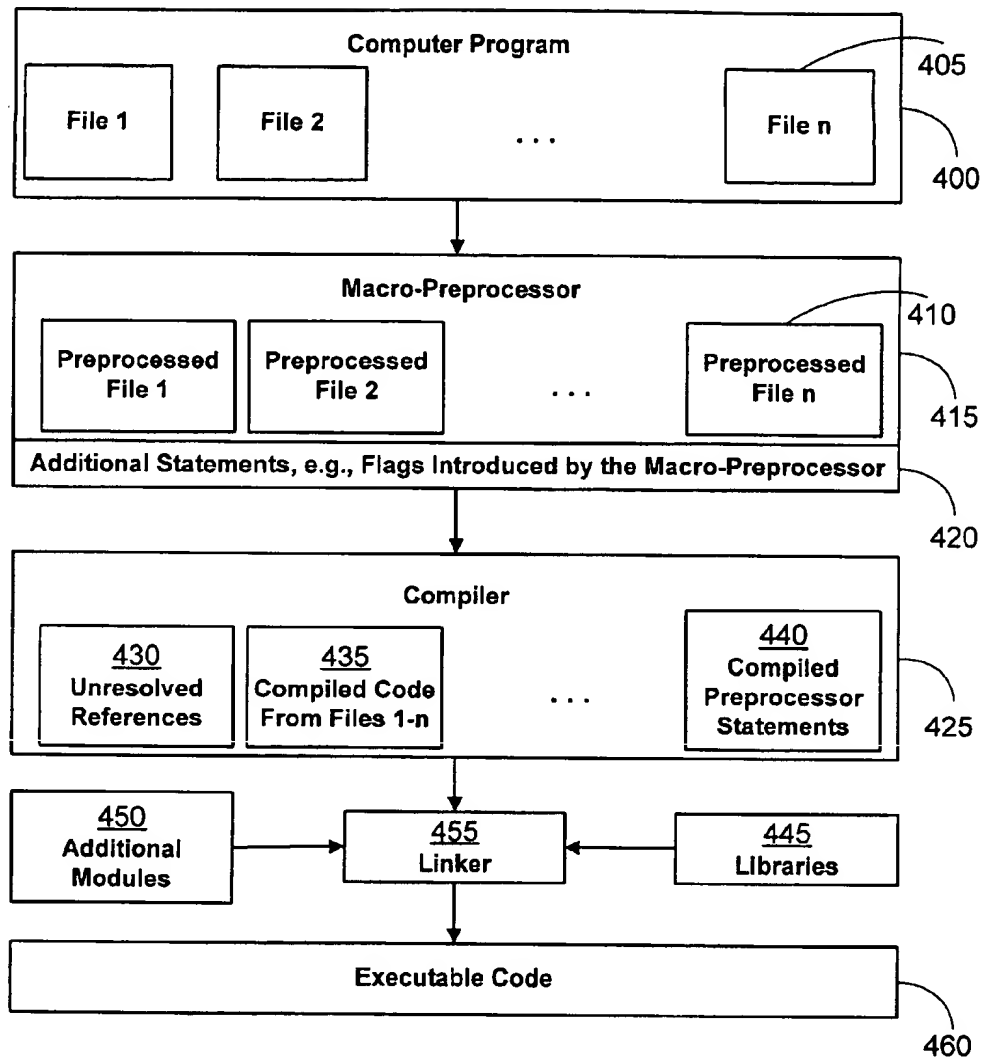 Computer Program
405
File 1
File 2
. . .
File n
400
Macro-Preprocessor
410
Preprocessed
File 1
Preprocessed
File 2
. . .
Preprocessed
File n
415
Additional Statements, e.g., Flags Introduced by the Macro-Preprocessor
420
Compiler
430
Unresolved
References
435
Compiled Code
From Files 1-n
. . .
440
Compiled
Preprocessor
Statements
425
450
Additional
Modules
455
Linker
445
Libraries
Executable Code
460